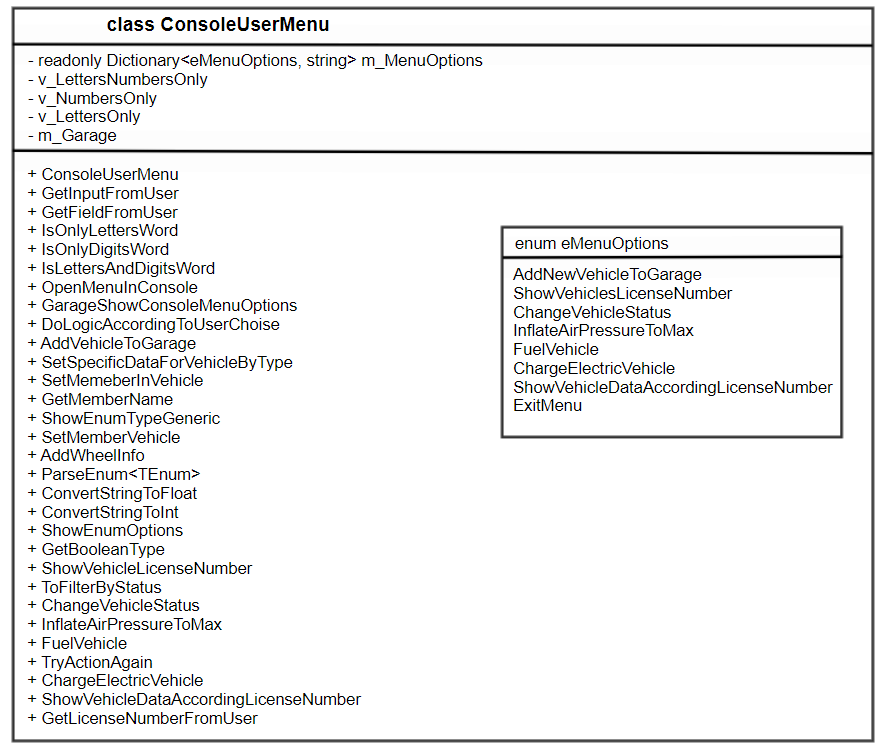 class ConsoleUserMenu
- readonly Dictionary<eMenuOptions, string> m_MenuOptions
- v_LettersNumbersOnly
- v_NumbersOnly
- v_LettersOnly
- m_Garage
+ ConsoleUserMenu
+ GetInputFromUser
+ GetFieldFromUser
+ IsOnlyLettersWord
+ IsOnlyDigitsWord
+ IsLettersAndDigitsWord
+ OpenMenuInConsole
+ GarageShowConsoleMenuOptions
+ DoLogicAccordingToUserChoise
+ AddVehicleToGarage
+ SetSpecificDataForVehicleByType
+ SetMemeberInVehicle
+ GetMemberName
+ ShowEnumTypeGeneric
+ SetMemberVehicle
+ AddWheelInfo
+ ParseEnum<TEnum>
+ ConvertStringToFloat
+ ConvertStringToInt
+ ShowEnumOptions
+ GetBooleanType
+ ShowVehicleLicenseNumber
+ ToFilterByStatus
+ ChangeVehicleStatus
+ InflateAirPressureToMax
+ FuelVehicle
+ TryActionAgain
+ ChargeElectricVehicle
+ ShowVehicleDataAccordingLicenseNumber
+ GetLicenseNumberFromUser
enum eMenuOptions
AddNewVehicleToGarage
ShowVehiclesLicenseNumber
ChangeVehicleStatus
InflateAirPressureToMax
FuelVehicle
ChargeElectricVehicle
ShowVehicleDataAccordingLicenseNumber
ExitMenu